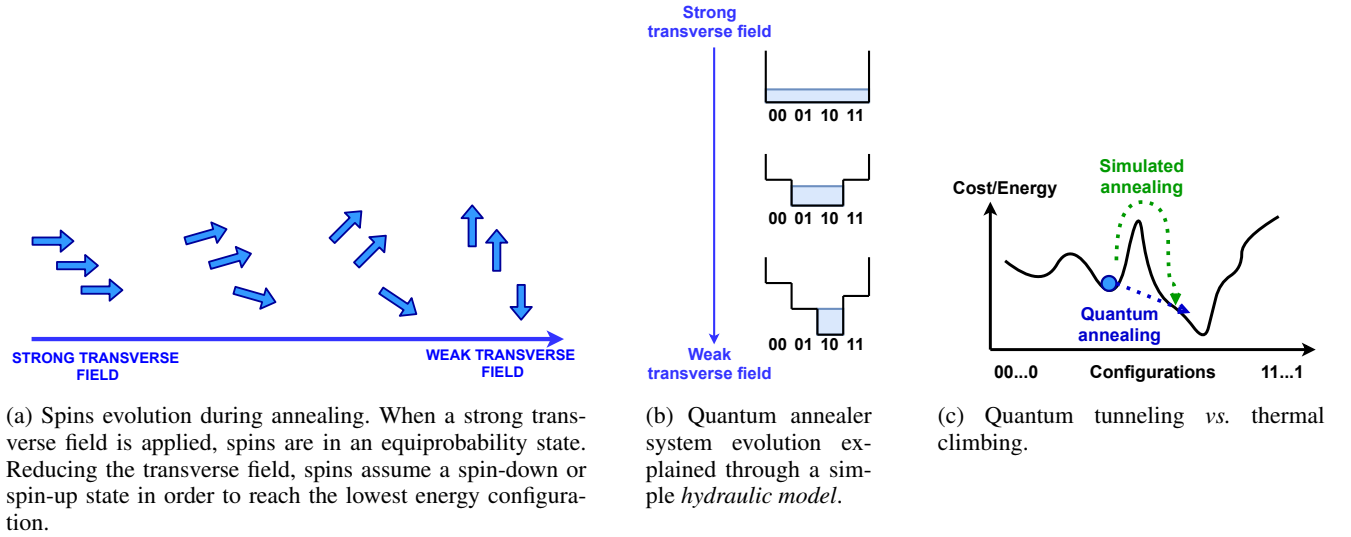 STRONG TRANSVERSE
FIELD
WEAK TRANSVERSE
FIELD
(a) Spins evolution during annealing. When a strong trans-
verse field is applied, spins are in an equiprobability state.
Reducing the transverse field, spins assume a spin-down or
spin-up state in order to reach the lowest energy configura-
tion.
Strong
transverse field
00 01 10 11
00 01 10 11
00 01 10 11
Weak
transverse field
(b) Quantum annealer
system evolution ex-
plained through a sim-
ple hydraulic model.
Simulated
annealing
Cost/Energy
Quantum
annealing
00...0 Configurations 11...1
(c) Quantum tunneling vs. thermal
climbing.